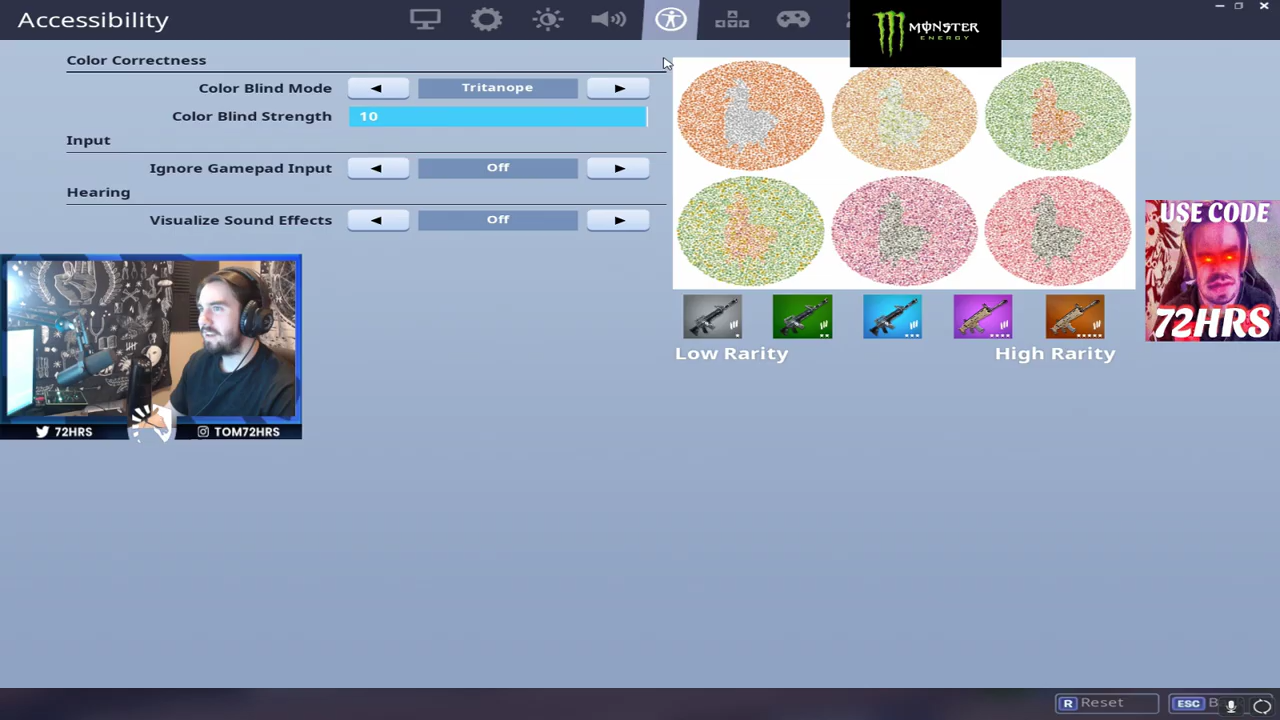 Accessibility
MONSTER
ENERGY
Color Correctness
Color Blind Mode
Tritanope
Color Blind Strength
10
Input
Ignore Gamepad Input
Off
Hearing
Visualize Sound Effects
Off
USE CODE
72HRS
Low Rarity
High Rarity
72HRS
TOM72HRS
R Reset
ESC